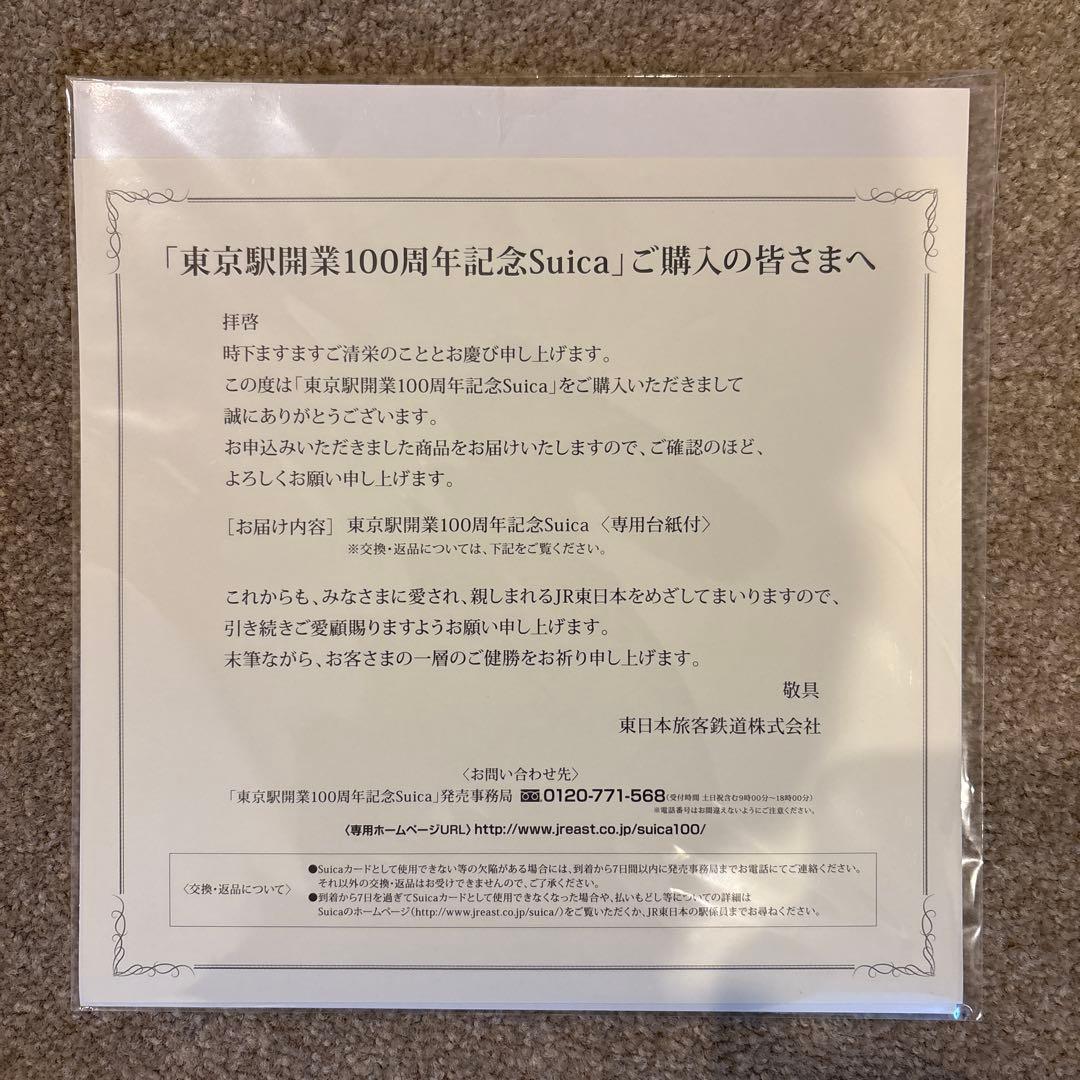 「東京駅開業100周年記念Suica」ご購入の皆さまへ
拝啓
時下ますますご清栄のこととお慶び申し上げます。
この度は「東京駅開業100周年記念Suica」をご購入いただきまして
誠にありがとうございます。
お申込みいただきました商品をお届けいたしますので、ご確認のほど、
よろしくお願い申し上げます。
［お届け内容］ 東京駅開業100周年記念Suica 〈専用台紙付〉
※交換・返品については、下記をご覧ください。
これからも、みなさまに愛され、親しまれるJR東日本をめざしてまいりますので、
引き続きご愛顧賜りますようお願い申し上げます。
末筆ながら、お客さまの一層のご健勝をお祈り申し上げます。
敬具
東日本旅客鉄道株式会社
〈お問い合わせ先〉
「東京駅開業100周年記念Suica」発売事務局 0120-771-568（受付時間 土日祝含む9時00分〜18時00分）
※電話番号はお間違えないようにご注意ください。
〈専用ホームページURL〉http://www.jreast.co.jp/suica100/
〈交換・返品について〉
●Suicaカードとして使用できない等の欠陥がある場合には、到着から7日間以内に発売事務局までお電話にてご連絡ください。
それ以外の交換・返品はお受けできませんので、ご了承ください。
●到着から7日を過ぎてSuicaカードとして使用できなくなった場合や、払いもどし等についての詳細は
Suicaのホームページ（http://www.jreast.co.jp/suica/）をご覧いただくか、JR東日本の駅係員までお尋ねください。